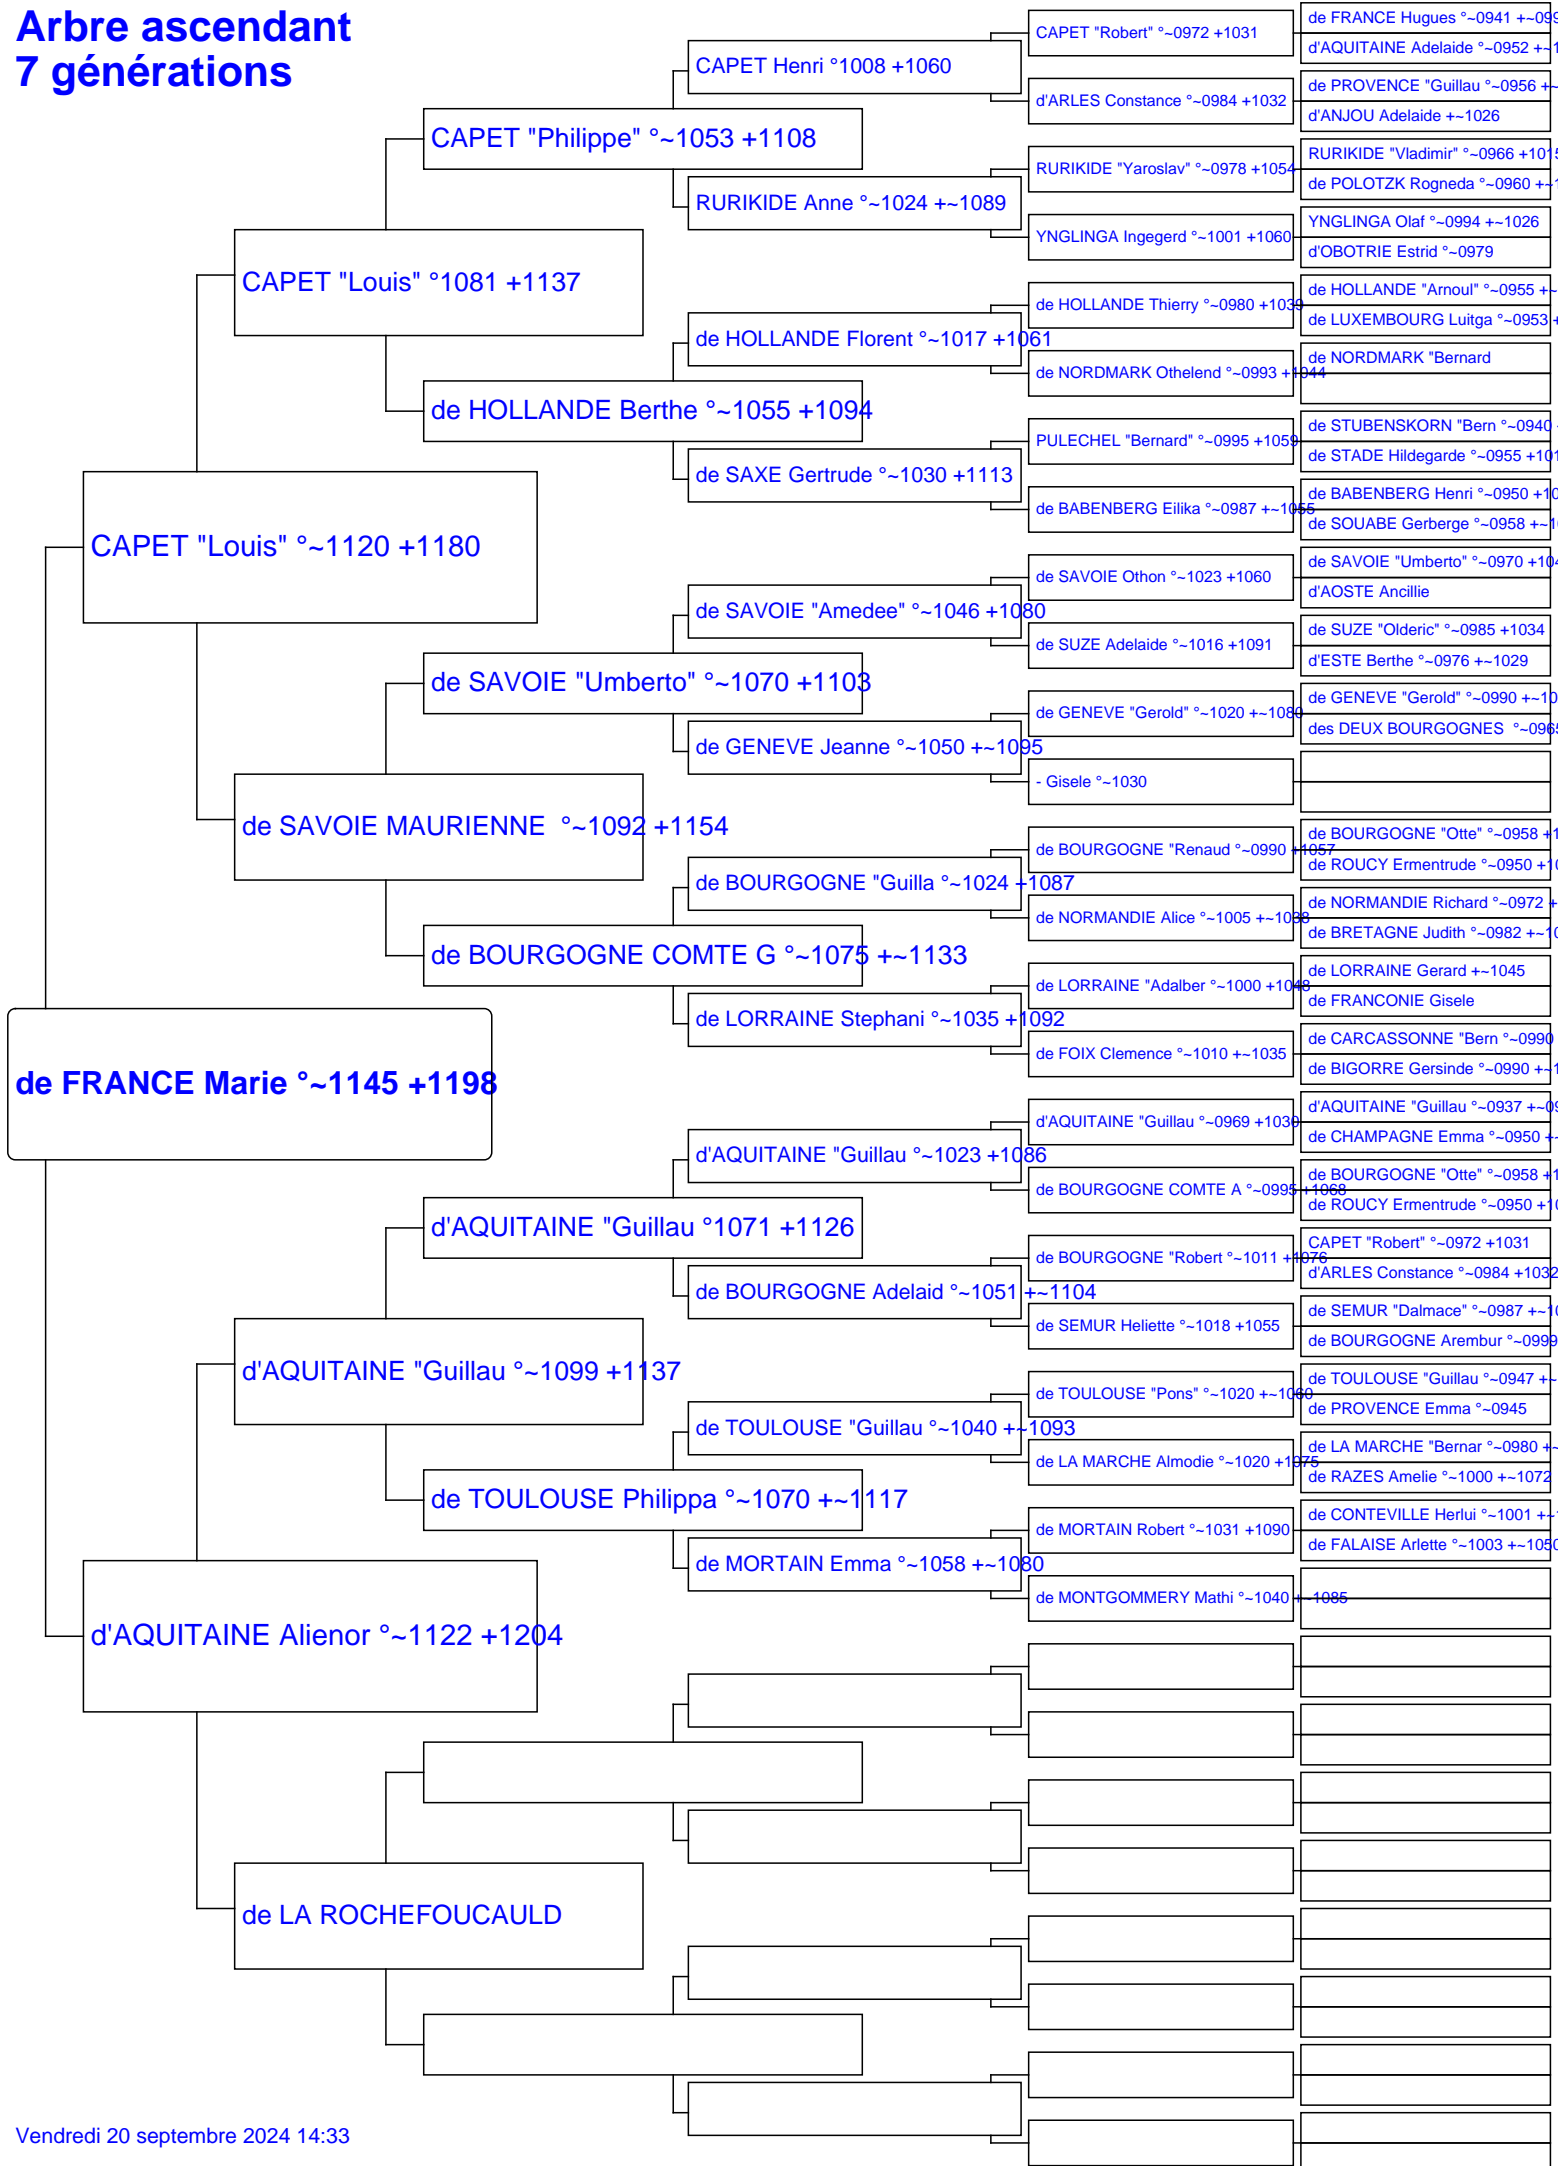 Arbre ascendant
7 générations
de FRANCE Marie °~1145 +1198
CAPET "Louis" °~1120 +1180
d'AQUITAINE Alienor °~1122 +1204
CAPET "Louis" °1081 +1137
de SAVOIE MAURIENNE °~1092 +1154
d'AQUITAINE "Guillau °~1099 +1137
de LA ROCHEFOUCAULD
CAPET "Philippe" °~1053 +1108
de HOLLANDE Berthe °~1055 +1094
de SAVOIE "Umberto" °~1070 +1103
de BOURGOGNE COMTE G °~1075 +~1133
d'AQUITAINE "Guillau °1071 +1126
de TOULOUSE Philippa °~1070 +~1117
CAPET Henri °1008 +1060
RURIKIDE Anne °~1024 +~1089
de HOLLANDE Florent °~1017 +1061
de SAXE Gertrude °~1030 +1113
de SAVOIE "Amedee" °~1046 +1080
de GENEVE Jeanne °~1050 +~1095
de BOURGOGNE "Guilla °~1024 +1087
de LORRAINE Stephani °~1035 +1092
d'AQUITAINE "Guillau °~1023 +1086
de BOURGOGNE Adelaid °~1051 +~1104
de TOULOUSE "Guillau °~1040 +~1093
de MORTAIN Emma °~1058 +~1080
CAPET "Robert" °~0972 +1031
d'ARLES Constance °~0984 +1032
RURIKIDE "Yaroslav" °~0978 +1054
YNGLINGA Ingegerd °~1001 +1060
de HOLLANDE Thierry °~0980 +1039
de NORDMARK Othelend °~0993 +1044
PULECHEL "Bernard" °~0995 +1059
de BABENBERG Eilika °~0987 +~1055
de SAVOIE Othon °~1023 +1060
de SUZE Adelaide °~1016 +1091
de GENEVE "Gerold" °~1020 +~1080
- Gisele °~1030
de BOURGOGNE "Renaud °~0990 +1057
de NORMANDIE Alice °~1005 +~1038
de LORRAINE "Adalber °~1000 +1048
de FOIX Clemence °~1010 +~1035
d'AQUITAINE "Guillau °~0969 +1030
de BOURGOGNE COMTE A °~0995 +1068
de BOURGOGNE "Robert °~1011 +1076
de SEMUR Heliette °~1018 +1055
de TOULOUSE "Pons" °~1020 +~1060
de LA MARCHE Almodie °~1020 +1075
de MORTAIN Robert °~1031 +1090
de MONTGOMMERY Mathi °~1040 +~1085
de FRANCE Hugues °~0941 +~099
d'AQUITAINE Adelaide °~0952 +~1
de PROVENCE "Guillau °~0956 +~
d'ANJOU Adelaide +~1026
RURIKIDE "Vladimir" °~0966 +1015
de POLOTZK Rogneda °~0960 +~1
YNGLINGA Olaf °~0994 +~1026
d'OBOTRIE Estrid °~0979
de HOLLANDE "Arnoul" °~0955 +~
de LUXEMBOURG Luitga °~0953 +
de NORDMARK "Bernard
de STUBENSKORN "Bern °~0940
de STADE Hildegarde °~0955 +101
de BABENBERG Henri °~0950 +10
de SOUABE Gerberge °~0958 +~1
de SAVOIE "Umberto" °~0970 +104
d'AOSTE Ancillie
de SUZE "Olderic" °~0985 +1034
d'ESTE Berthe °~0976 +~1029
de GENEVE "Gerold" °~0990 +~10
des DEUX BOURGOGNES °~0965
de BOURGOGNE "Otte" °~0958 +1
de ROUCY Ermentrude °~0950 +10
de NORMANDIE Richard °~0972 +
de BRETAGNE Judith °~0982 +~10
de LORRAINE Gerard +~1045
de FRANCONIE Gisele
de CARCASSONNE "Bern °~0990
de BIGORRE Gersinde °~0990 +~1
d'AQUITAINE "Guillau °~0937 +~09
de CHAMPAGNE Emma °~0950 +~
de BOURGOGNE "Otte" °~0958 +1
de ROUCY Ermentrude °~0950 +10
CAPET "Robert" °~0972 +1031
d'ARLES Constance °~0984 +1032
de SEMUR "Dalmace" °~0987 +~10
de BOURGOGNE Arembur °~0999
de TOULOUSE "Guillau °~0947 +~
de PROVENCE Emma °~0945
de LA MARCHE "Bernar °~0980 +~
de RAZES Amelie °~1000 +~1072
de CONTEVILLE Herlui °~1001 +~1
de FALAISE Arlette °~1003 +~1050
Vendredi 20 septembre 2024 14:33